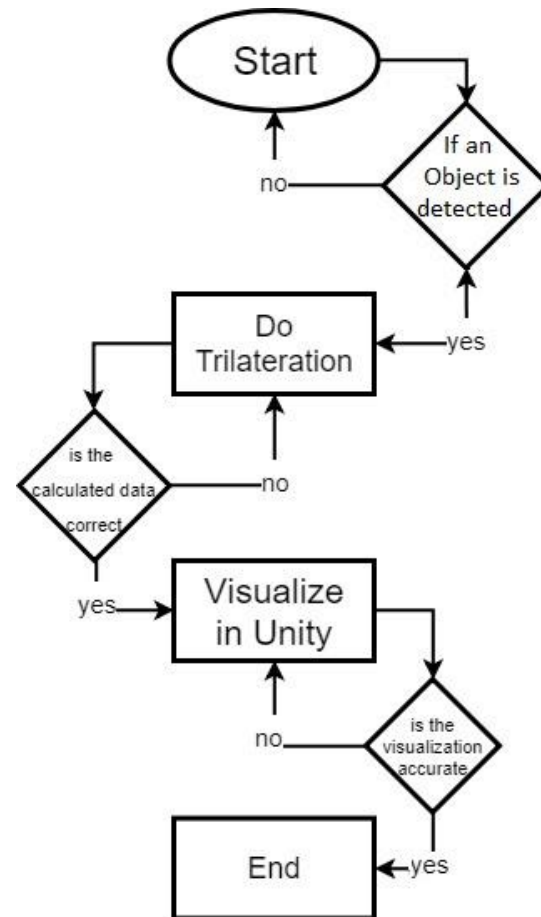 Start
If an
Object is
detected
no
yes
Do
Trilateration
is the
calculated data
correct
no
yes
Visualize
in Unity
is the
visualization
accurate
no
yes
End